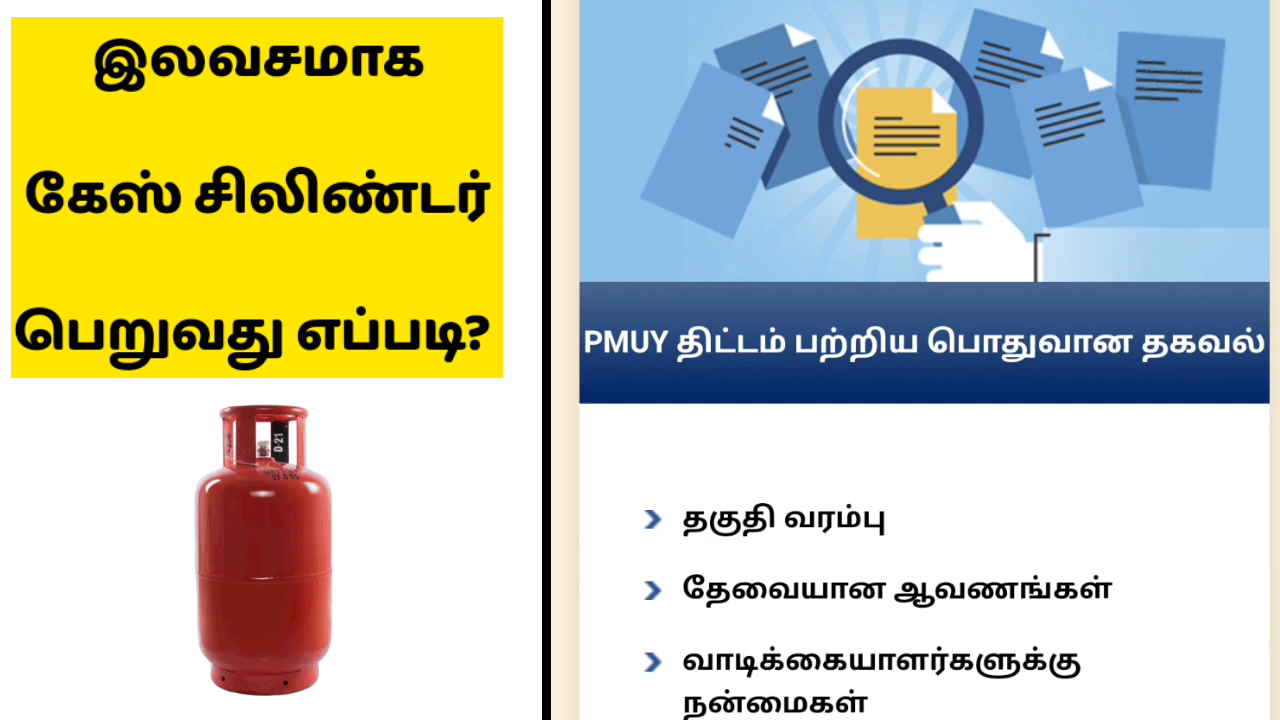 இலவசமாக
கேஸ் சிலிண்டர்
பெறுவது எப்படி?
D-21
PMUY திட்டம் பற்றிய பொதுவான தகவல்
தகுதி வரம்பு
தேவையான ஆவணங்கள்
வாடிக்கையாளர்களுக்கு
நன்மைகள்